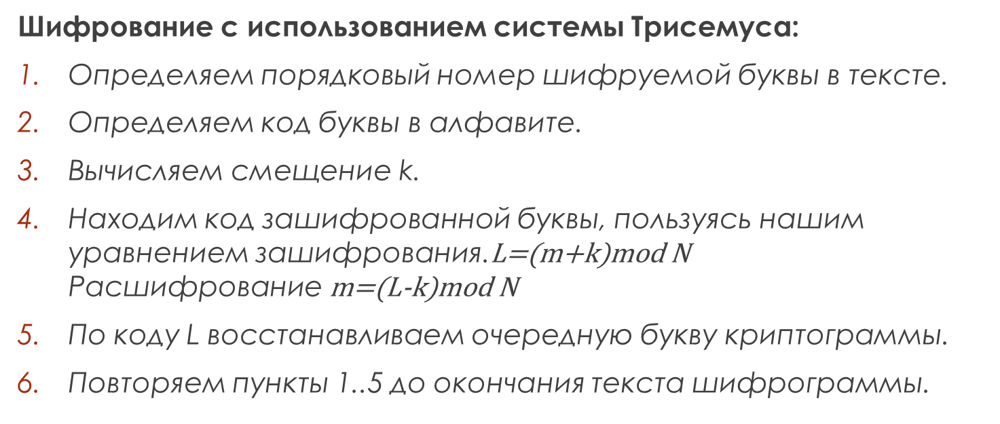 Шифрование с использованием системы Трисемуса:
1. Определяем порядковый номер шифруемой буквы в тексте.
2. Определяем код буквы в алфавите.
3. Вычисляем смещение k.
4. Находим код зашифрованной буквы, пользуясь нашим
уравнением зашифрования. L=(m+k)mod N
Расшифрование m=(L-k)mod N
5. По коду L восстанавливаем очередную букву криптограммы.
6. Повторяем пункты 1..5 до окончания текста шифрограммы.